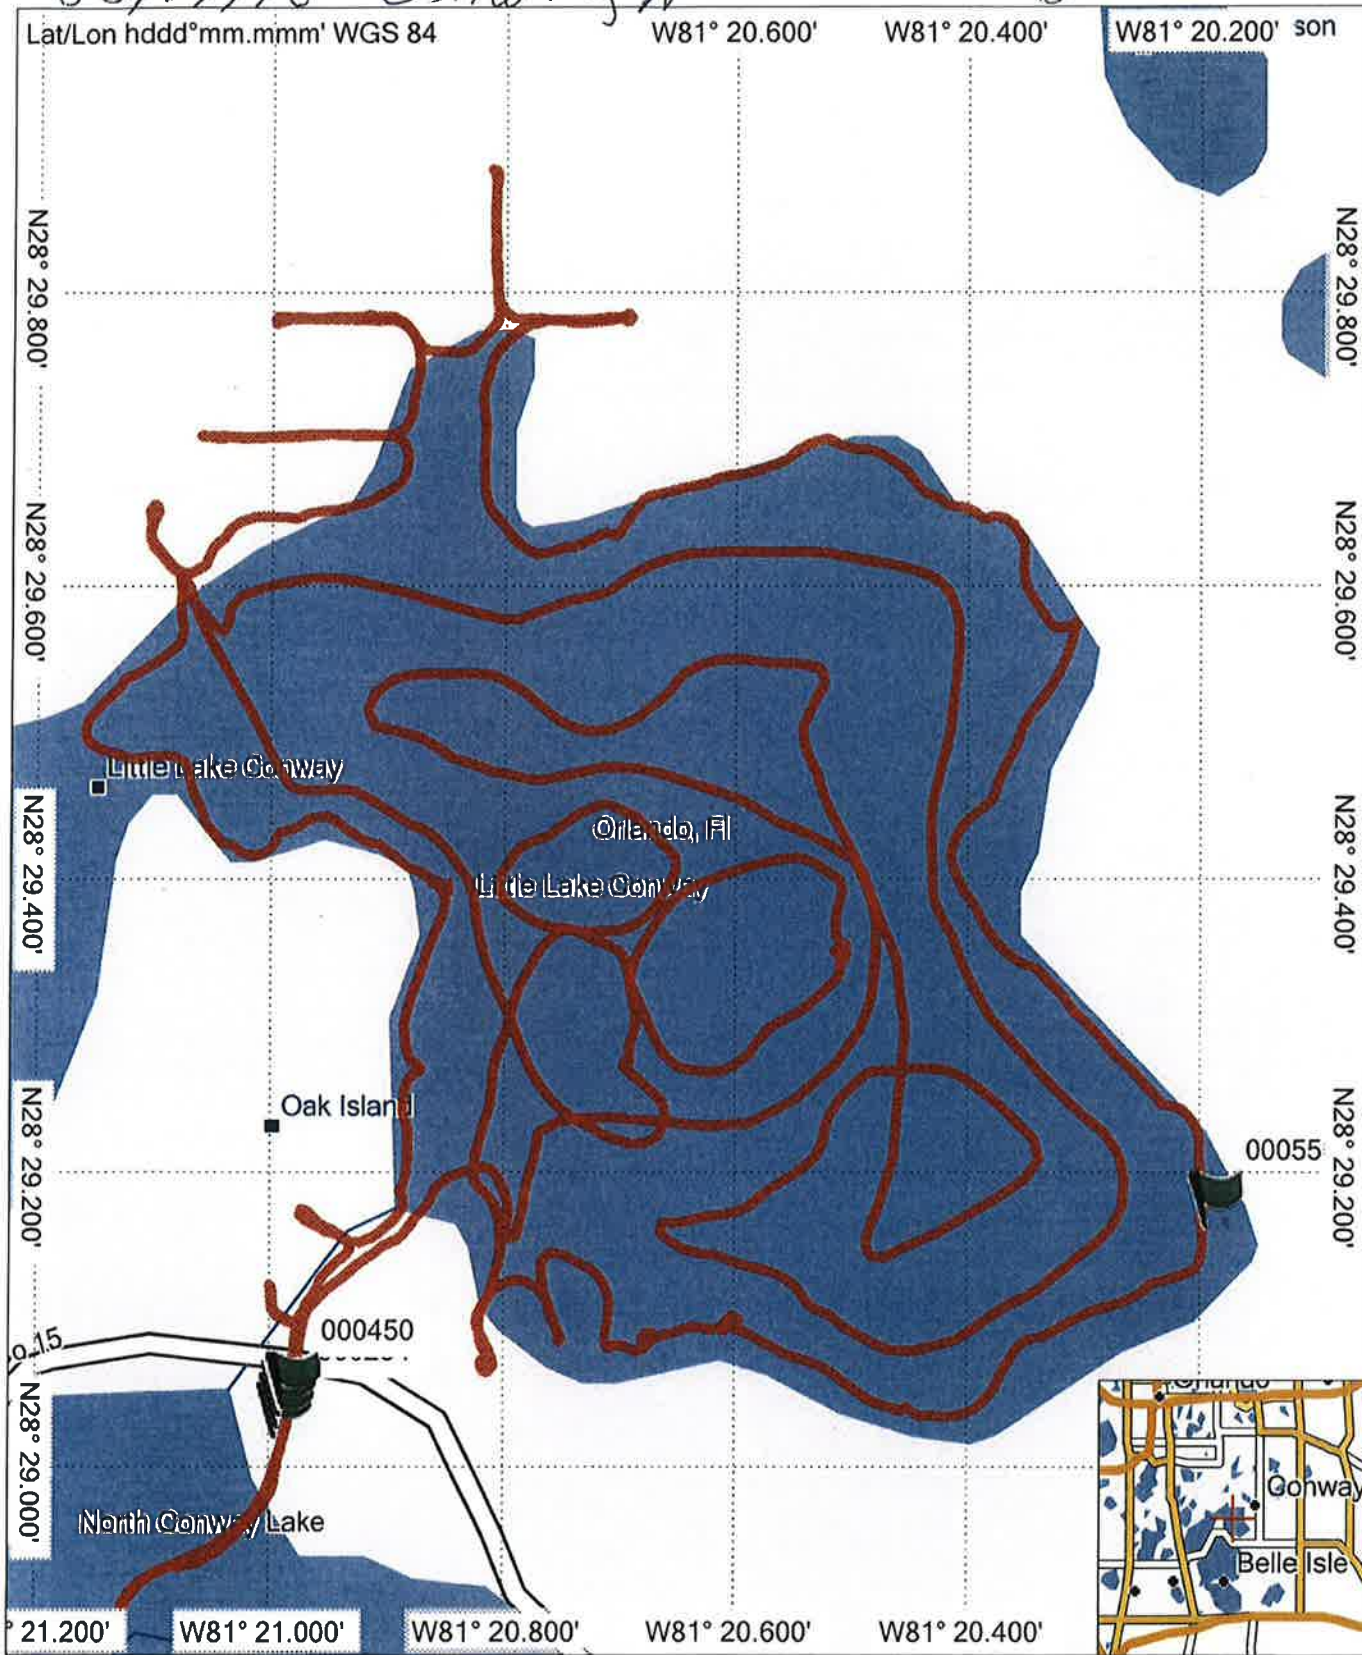 Lat/Lon hddd°mm.mmm' WGS 84
W81° 20.600'
W81° 20.400'
W81° 20.200'
son
N28° 29.800'
N28° 29.800'
N28° 29.600'
N28° 29.600'
Little Lake Conway
Orlando, Fl
Little Lake Conway
N28° 29.400'
N28° 29.400'
Oak Island
00055
N28° 29.200'
N28° 29.200'
15
000450
N28° 29.000'
North Conway Lake
Orlando
Conway
Belle Isle
° 21.200'
W81° 21.000'
W81° 20.800'
W81° 20.600'
W81° 20.400'